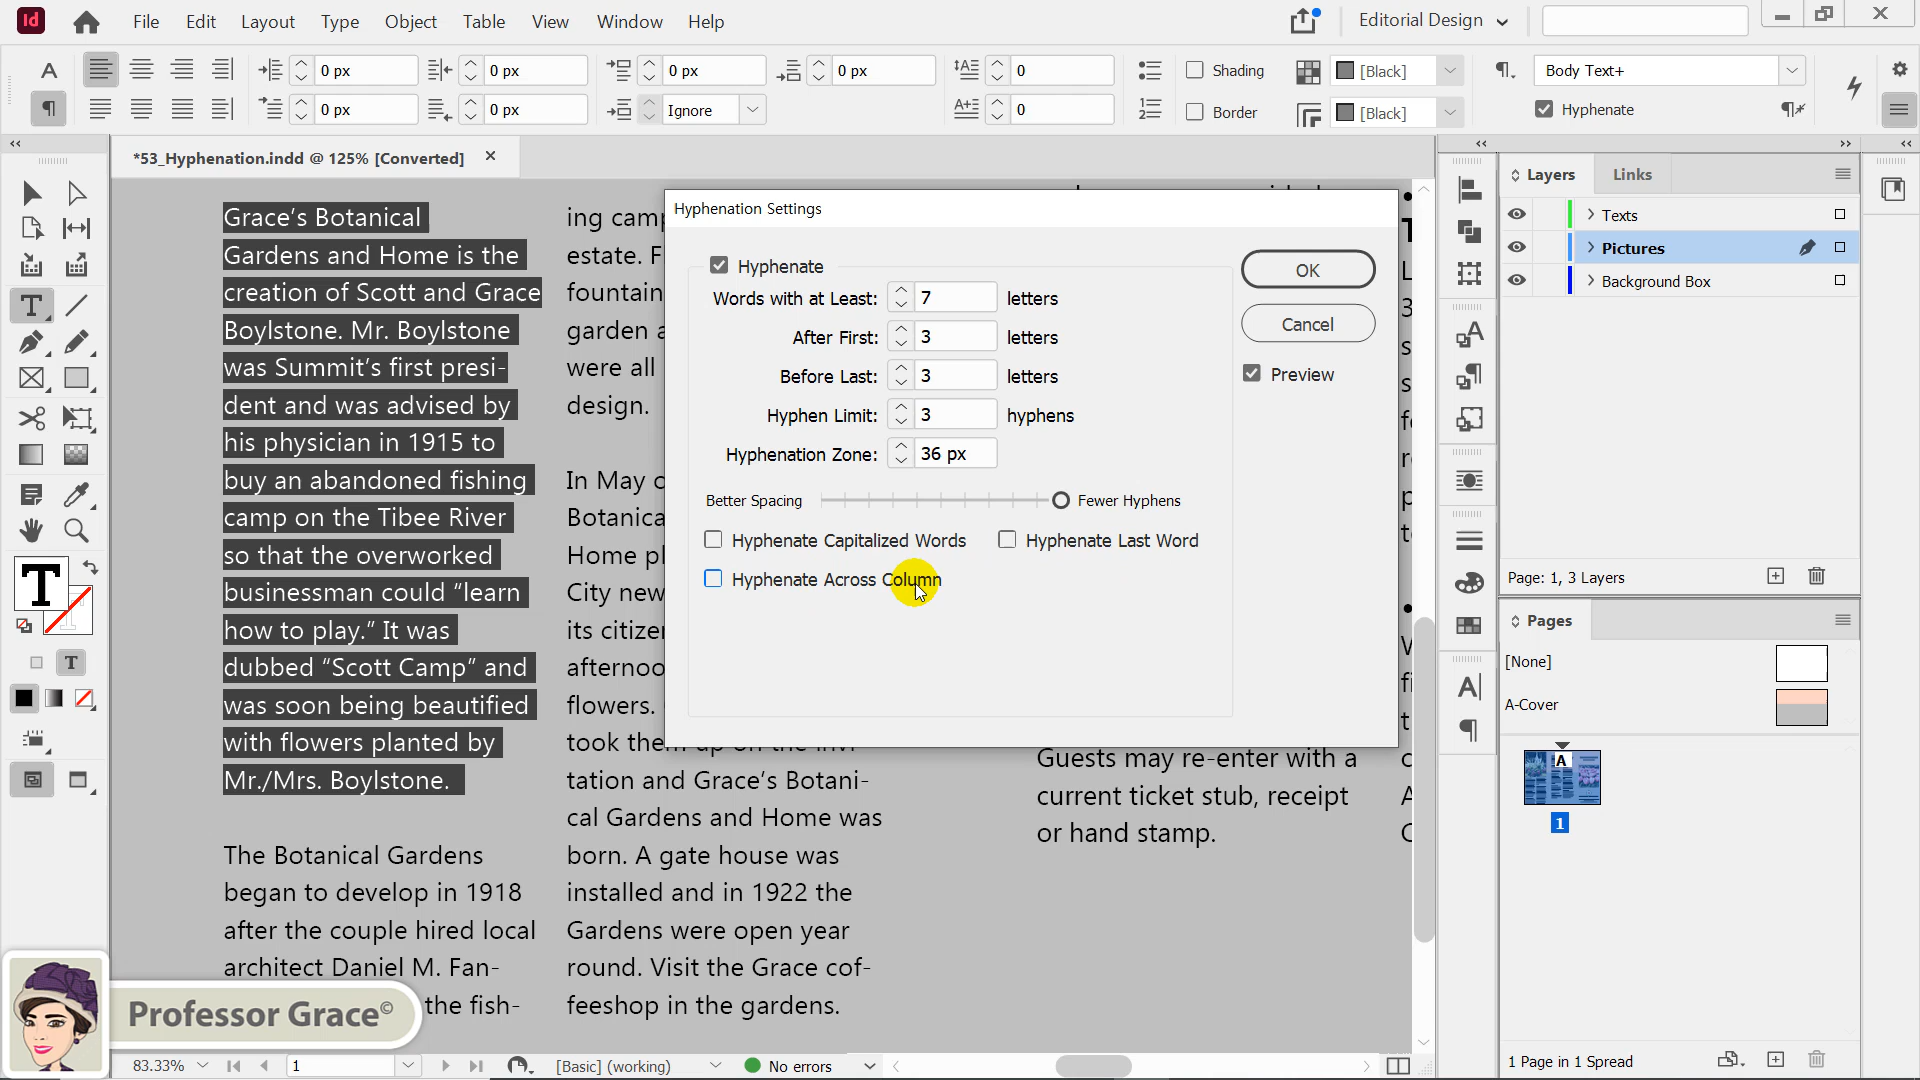 Id
File Edit Layout Type Object Table View Window Help
Editorial Design
A 0 px 0 px 0 px 0 px 0 Shading [Black] Body Text+
0 px 0 px Ignore 0 Border [Black] Hyphenate
*53_Hyphenation.indd @ 125% [Converted]
Grace’s Botanical
Gardens and Home is the
creation of Scott and Grace
Boylstone. Mr. Boylstone
was Summit’s first presi-
dent and was advised by
his physician in 1915 to
buy an abandoned fishing
camp on the Tibee River
so that the overworked
businessman could “learn
how to play.” It was
dubbed “Scott Camp” and
was soon being beautified
with flowers planted by
Mr./Mrs. Boylstone.
The Botanical Gardens
began to develop in 1918
after the couple hired local
architect Daniel M. Fan-
the fish-
ing camp
estate. F
fountain
garden a
were all
design.
In May o
Botanica
Home pl
City new
its citizen
afternoo
flowers.
took them up on the invi-
tation and Grace’s Botani-
cal Gardens and Home was
born. A gate house was
installed and in 1922 the
Gardens were open year
round. Visit the Grace cof-
feeshop in the gardens.
Hyphenation Settings
Hyphenate
Words with at Least: 7 letters
After First: 3 letters
Before Last: 3 letters
Hyphen Limit: 3 hyphens
Hyphenation Zone: 36 px
Better Spacing Fewer Hyphens
Hyphenate Capitalized Words Hyphenate Last Word
Hyphenate Across Column
OK
Cancel
Preview
Guests may re-enter with a
current ticket stub, receipt
or hand stamp.
Layers Links
Texts
Pictures
Background Box
Page: 1, 3 Layers
Pages
[None]
A-Cover
A
1
1 Page in 1 Spread
Professor Grace©
83.33% 1 [Basic] (working) No errors